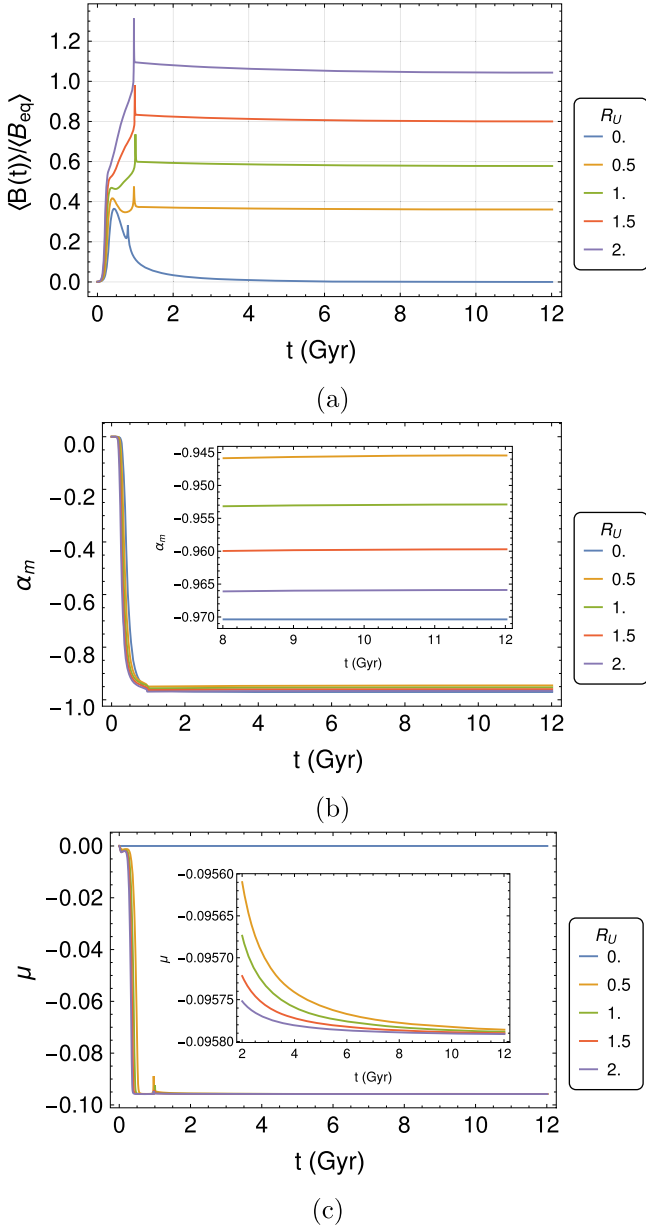 ⟨B(t)⟩/⟨B_eq⟩
1.2
1.0
0.8
0.6
0.4
0.2
0.0
0 2 4 6 8 10 12
t (Gyr)
R_U
0.
0.5
1.
1.5
2.
(a)
α_m
0.0
−0.2
−0.4
−0.6
−0.8
−1.0
0 2 4 6 8 10 12
t (Gyr)
α_m
−0.945
−0.950
−0.955
−0.960
−0.965
−0.970
8 9 10 11 12
t (Gyr)
R_U
0.
0.5
1.
1.5
2.
(b)
μ
0.00
−0.02
−0.04
−0.06
−0.08
−0.10
0 2 4 6 8 10 12
t (Gyr)
μ
−0.09560
−0.09565
−0.09570
−0.09575
−0.09580
2 4 6 8 10 12
t (Gyr)
R_U
0.
0.5
1.
1.5
2.
(c)